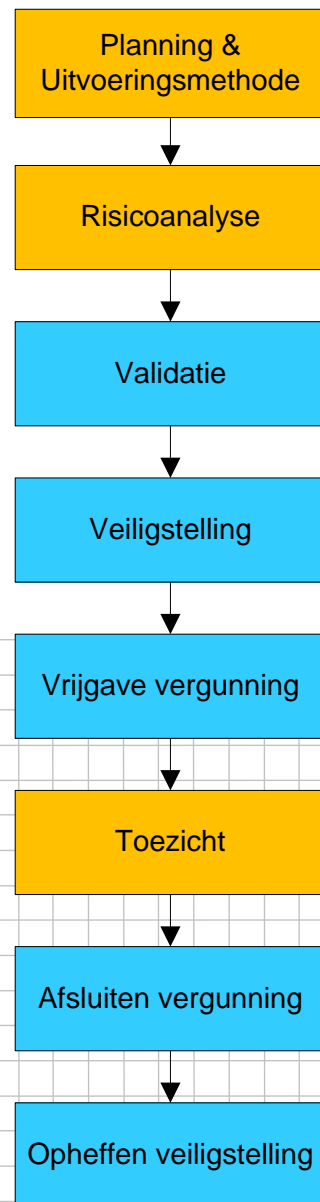 Planning &
Uitvoeringsmethode
Risicoanalyse
Validatie
Veiligstelling
Vrijgave vergunning
Toezicht
Afsluiten vergunning
Opheffen veiligstelling